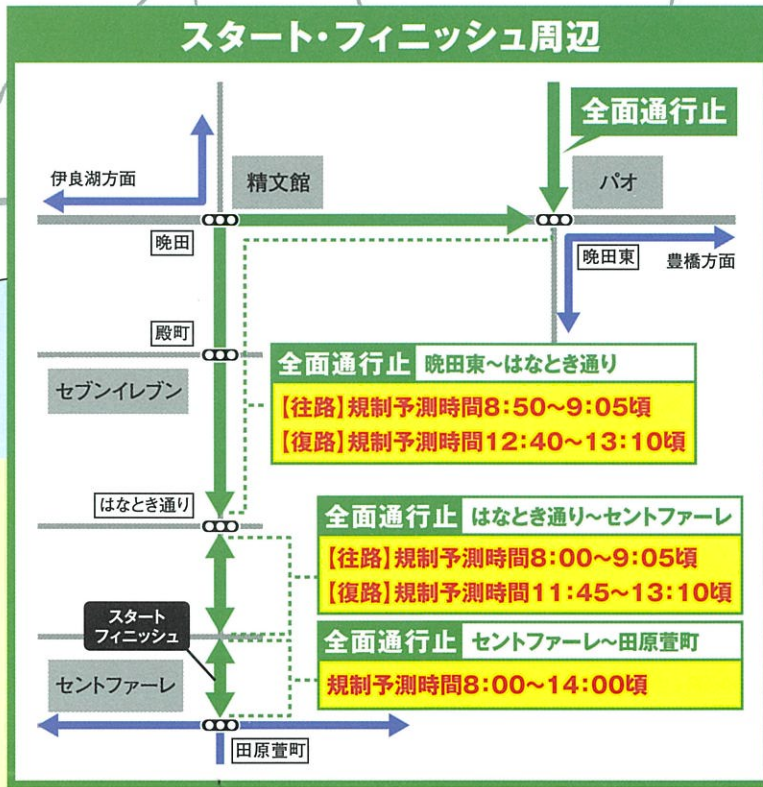 スタート・フィニッシュ周辺
全面通行止
伊良湖方面
精文館
パオ
晩田
晩田東
豊橋方面
殿町
セブンイレブン
全面通行止 晩田東~はなとき通り
【往路】規制予測時間8:50~9:05頃
【復路】規制予測時間12:40~13:10頃
はなとき通り
全面通行止 はなとき通り~セントファーレ
【往路】規制予測時間8:00~9:05頃
【復路】規制予測時間11:45~13:10頃
スタート
フィニッシュ
全面通行止 セントファーレ~田原萱町
規制予測時間8:00~14:00頃
セントファーレ
田原萱町